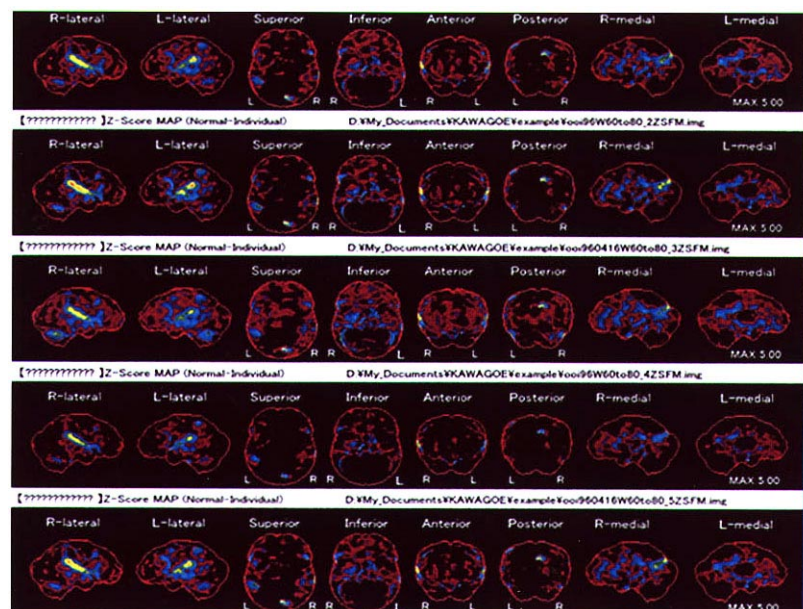 R-lateral L-lateral Superior Inferior Anterior Posterior R-medial L-medial
L R R L R L L R
MAX 5.00
【???????????? 】Z-Score MAP (Normal-Individual) D:¥My_Documents¥KAWAGOE¥example¥ooi96W60to80_2ZSFM.img
R-lateral L-lateral Superior Inferior Anterior Posterior R-medial L-medial
L R R L R L L R
MAX 5.00
【???????????? 】Z-Score MAP (Normal-Individual) D:¥My_Documents¥KAWAGOE¥example¥ooi960416W60to80_3ZSFM.img
R-lateral L-lateral Superior Inferior Anterior Posterior R-medial L-medial
L R R L R L L R
MAX 5.00
【???????????? 】Z-Score MAP (Normal-Individual) D:¥My_Documents¥KAWAGOE¥example¥ooi96W60to80_4ZSFM.img
R-lateral L-lateral Superior Inferior Anterior Posterior R-medial L-medial
L R R L R L L R
MAX 5.00
【???????????? 】Z-Score MAP (Normal-Individual) D:¥My_Documents¥KAWAGOE¥example¥ooi960416W60to80_5ZSFM.img
R-lateral L-lateral Superior Inferior Anterior Posterior R-medial L-medial
L R R L R L L R
MAX 5.00